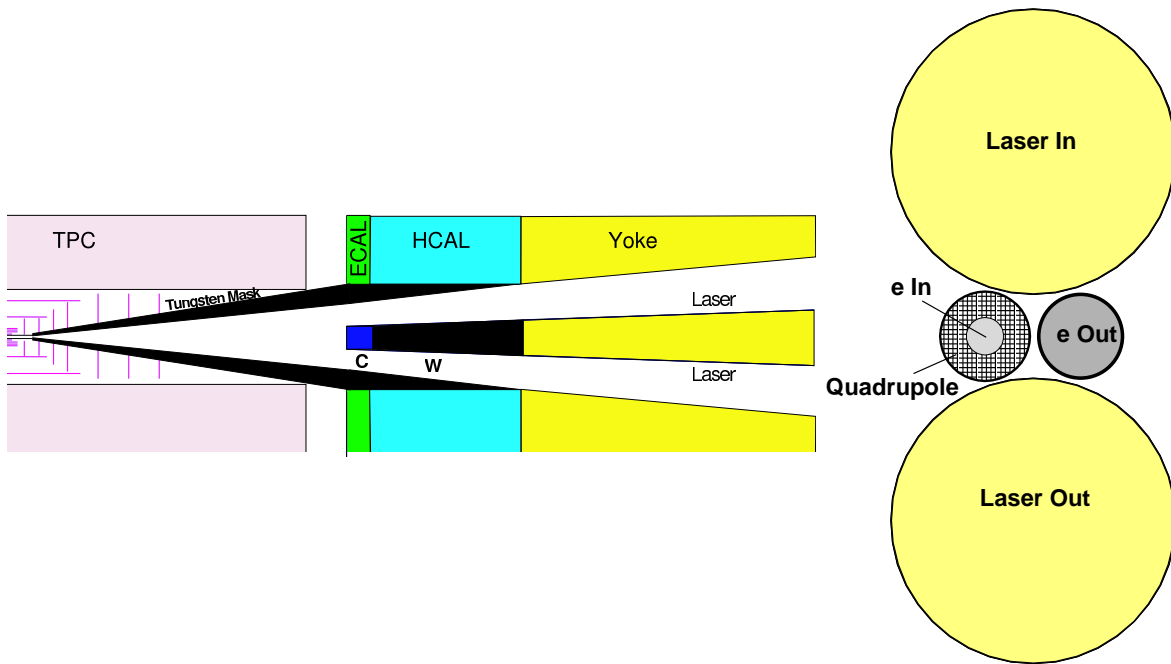 TPC
ECAL
HCAL
Yoke
Tungsten Mask
Laser
C
W
Laser
Laser In
e In
e Out
Quadrupole
Laser Out